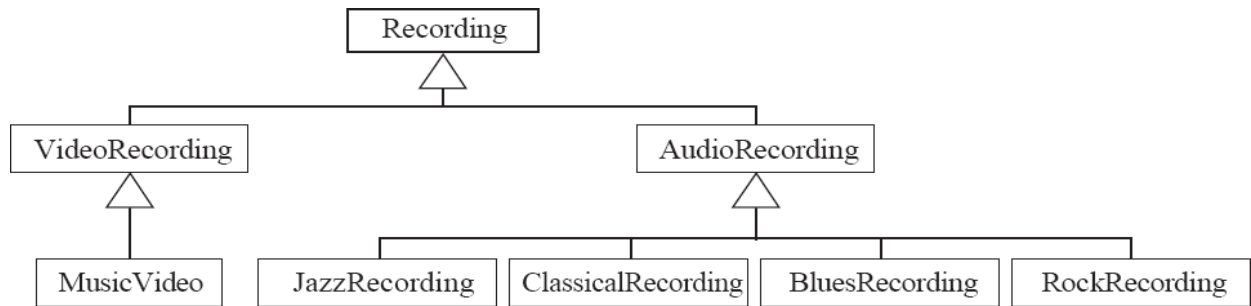 Recording
VideoRecording
AudioRecording
MusicVideo
JazzRecording
ClassicalRecording
BluesRecording
RockRecording